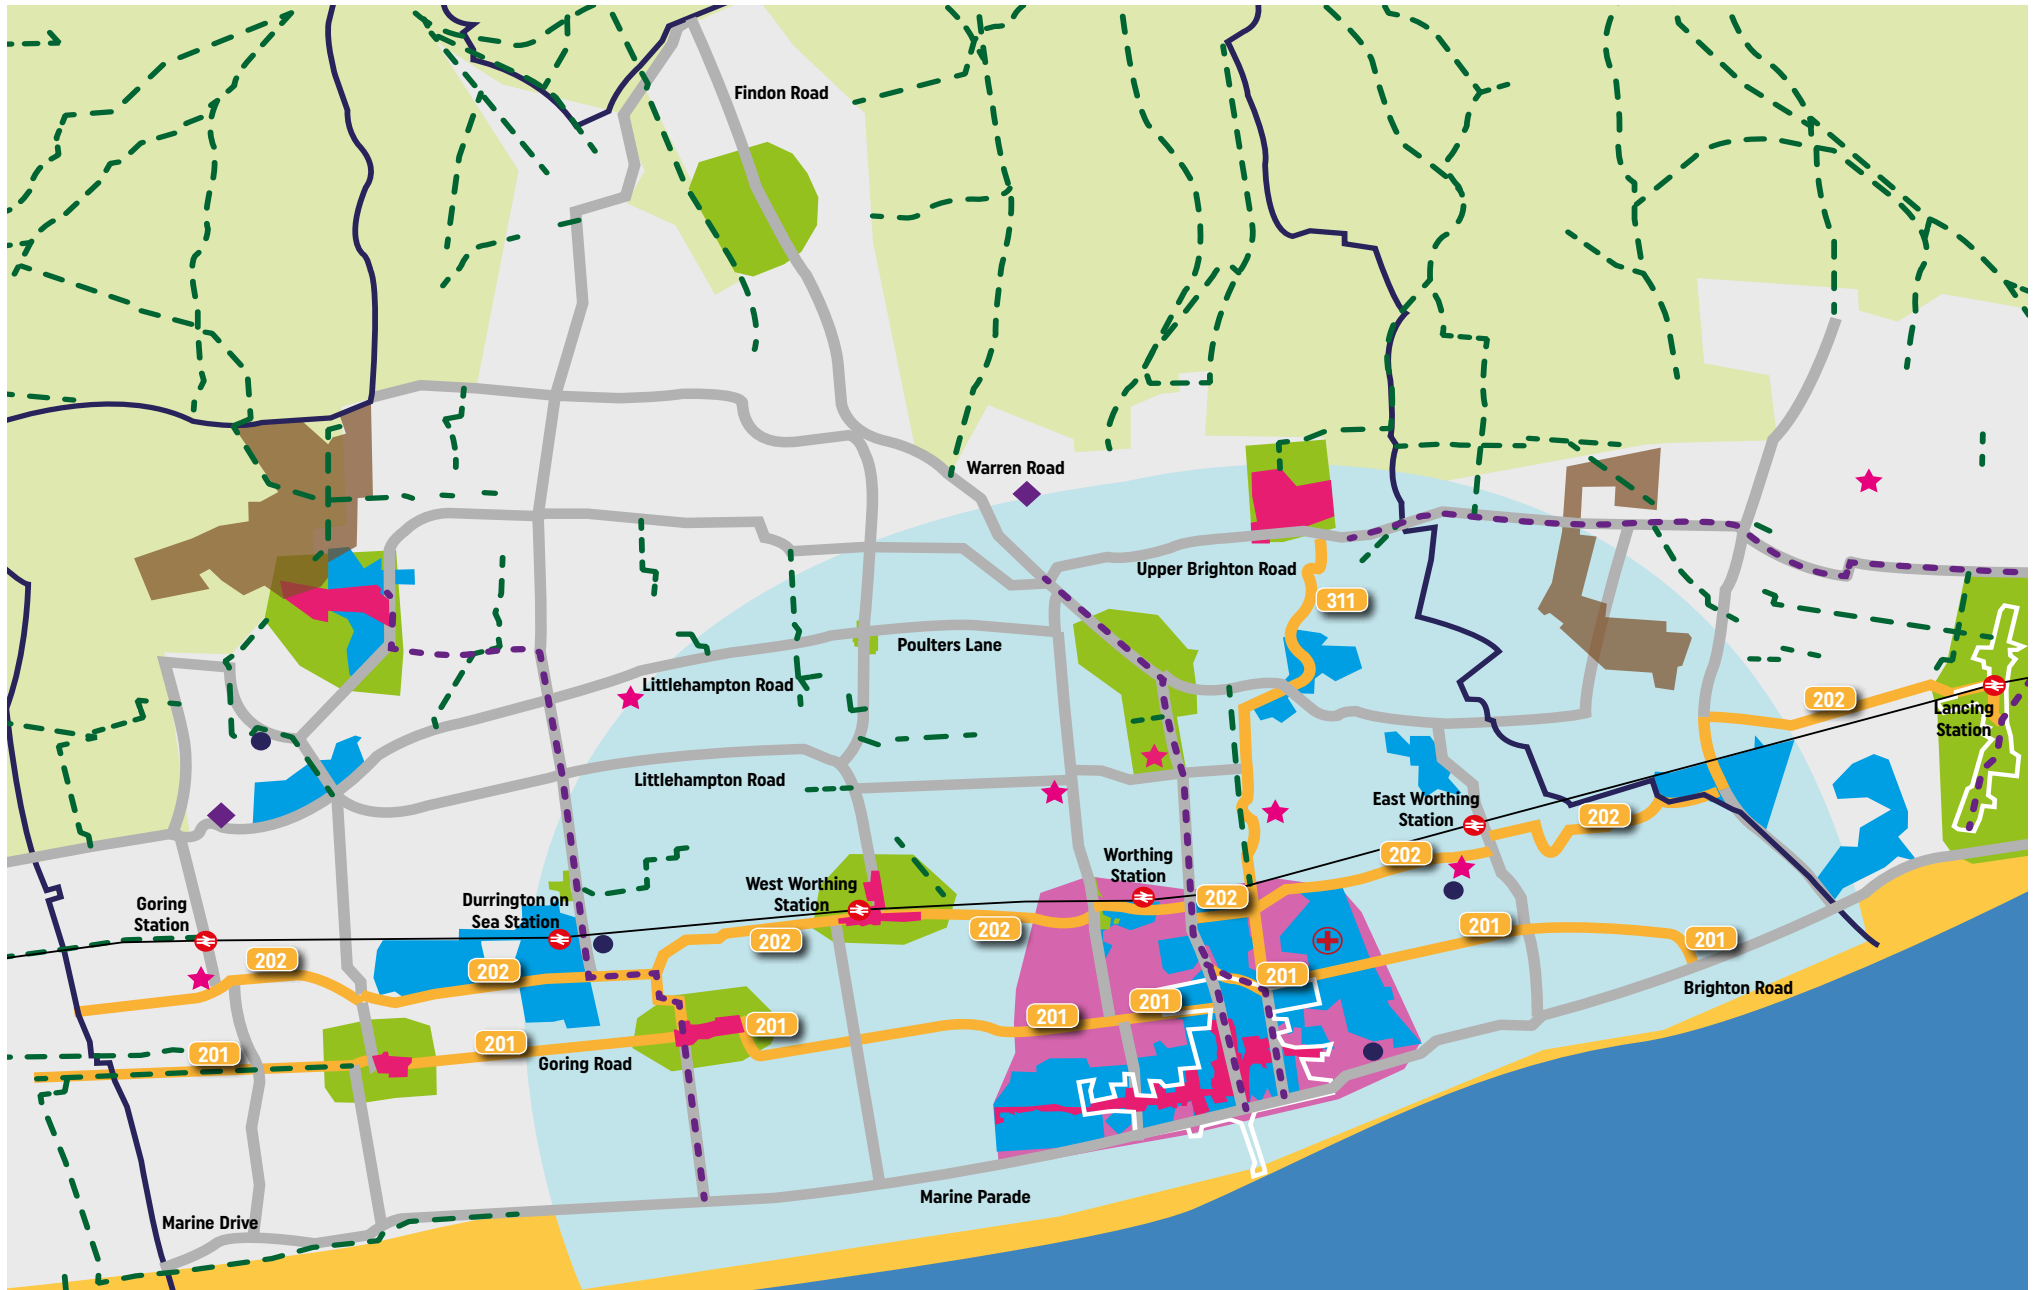 Findon Road
Warren Road
Upper Brighton Road
311
Poulters Lane
Littlehampton Road
202
Lancing
Station
Littlehampton Road
East Worthing
Station
202
202
Worthing
Station
West Worthing
Station
202
Durrington on
Sea Station
Goring
Station
202
202
201
201
202
202
201
Brighton Road
201
201
201
201
201
Goring Road
Marine Parade
Marine Drive